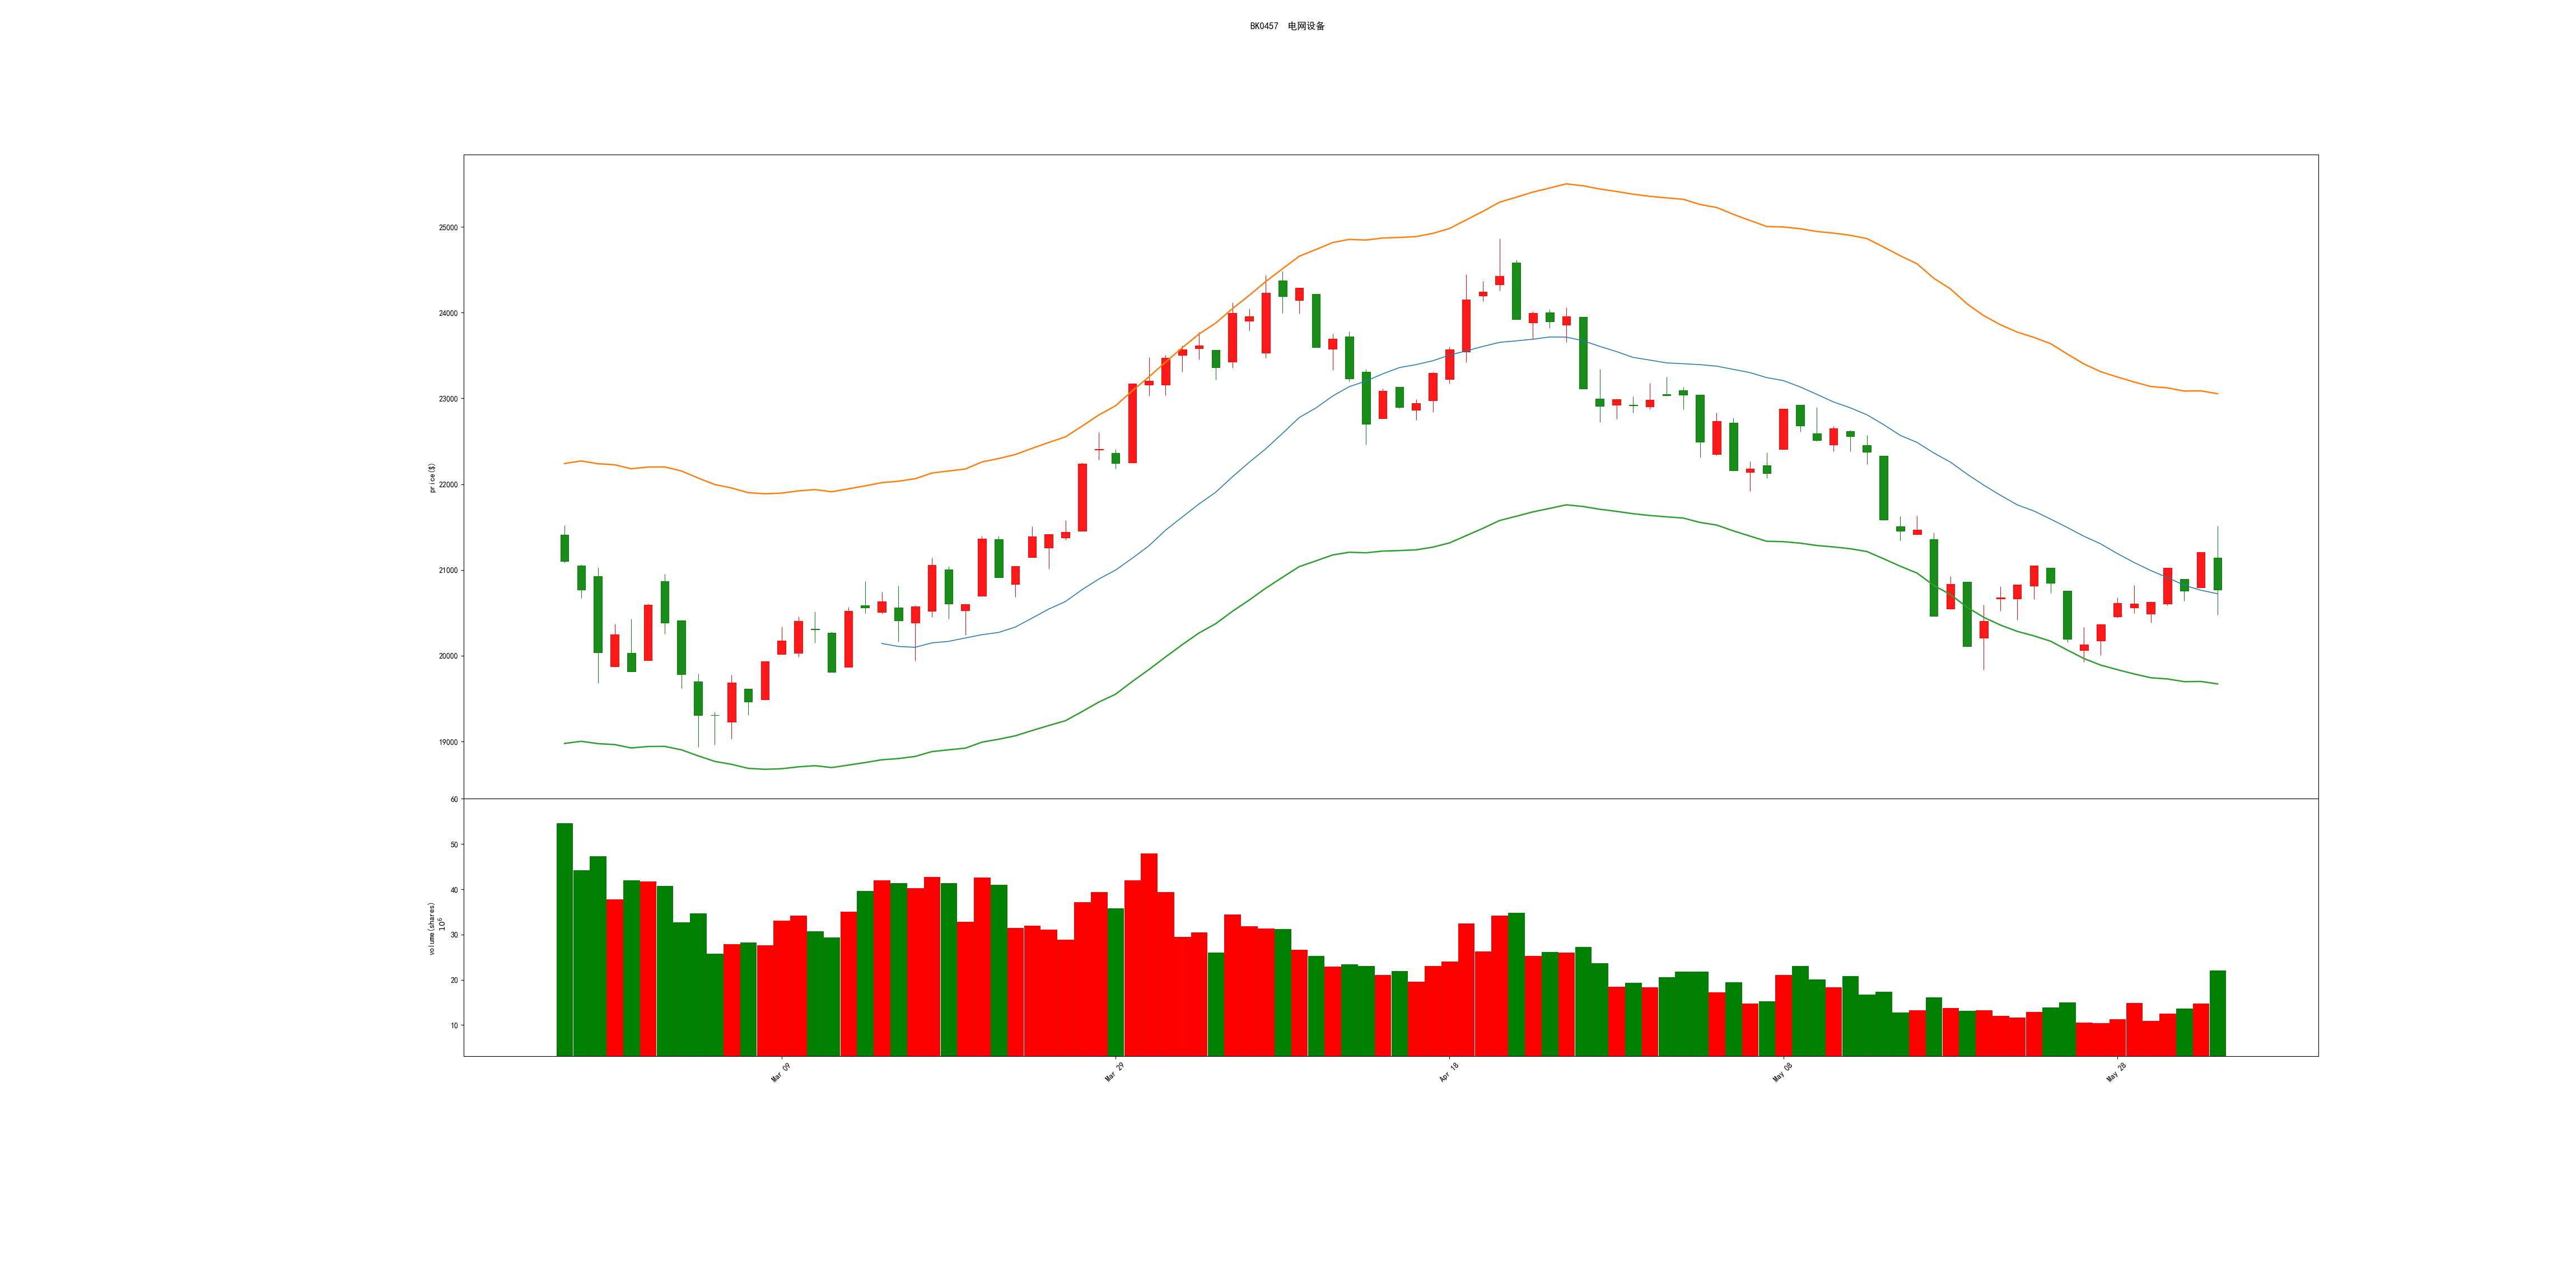 BK0457  电网设备
price($)
25000
24000
23000
22000
21000
20000
19000
volume(shares)
10^6
60
50
40
30
20
10
Mar 09
Mar 29
Apr 18
May 08
May 28